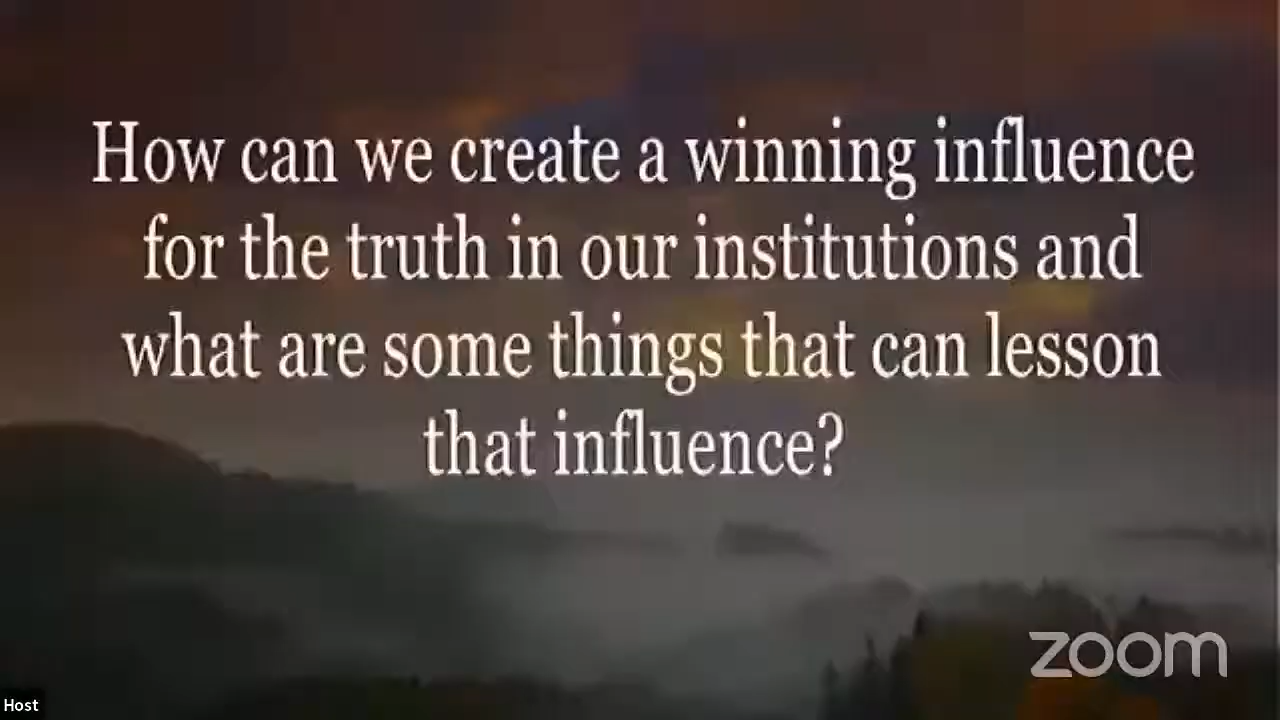 How can we create a winning influence
for the truth in our institutions and
what are some things that can lesson
that influence?
zoom
Host